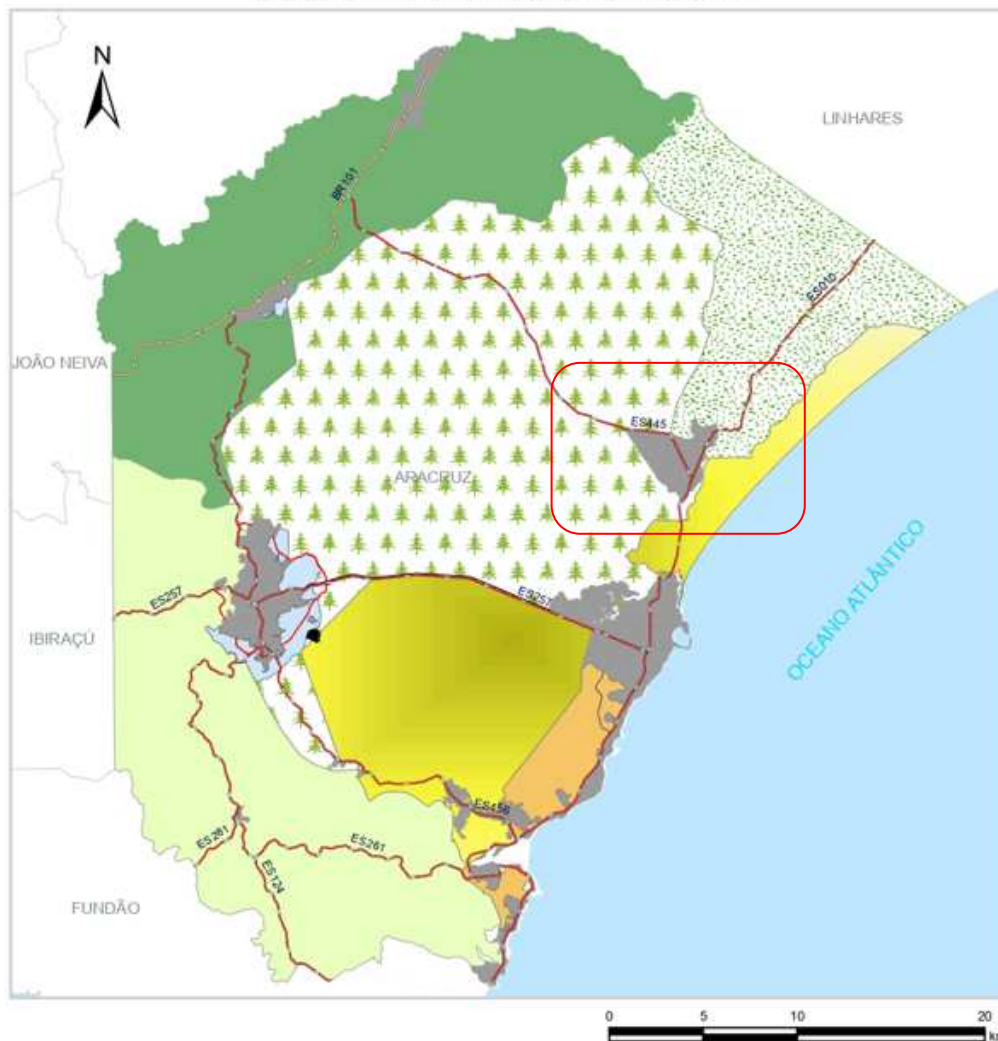 N
LINHARES
BR101
ES010
JOÃO NEIVA
ES445
ARACRUZ
ES257
ES257
IBIRAÇÚ
OCEANO ATLÂNTICO
ES456
ES261
ES261
ES124
FUNDÃO
0 5 10 20